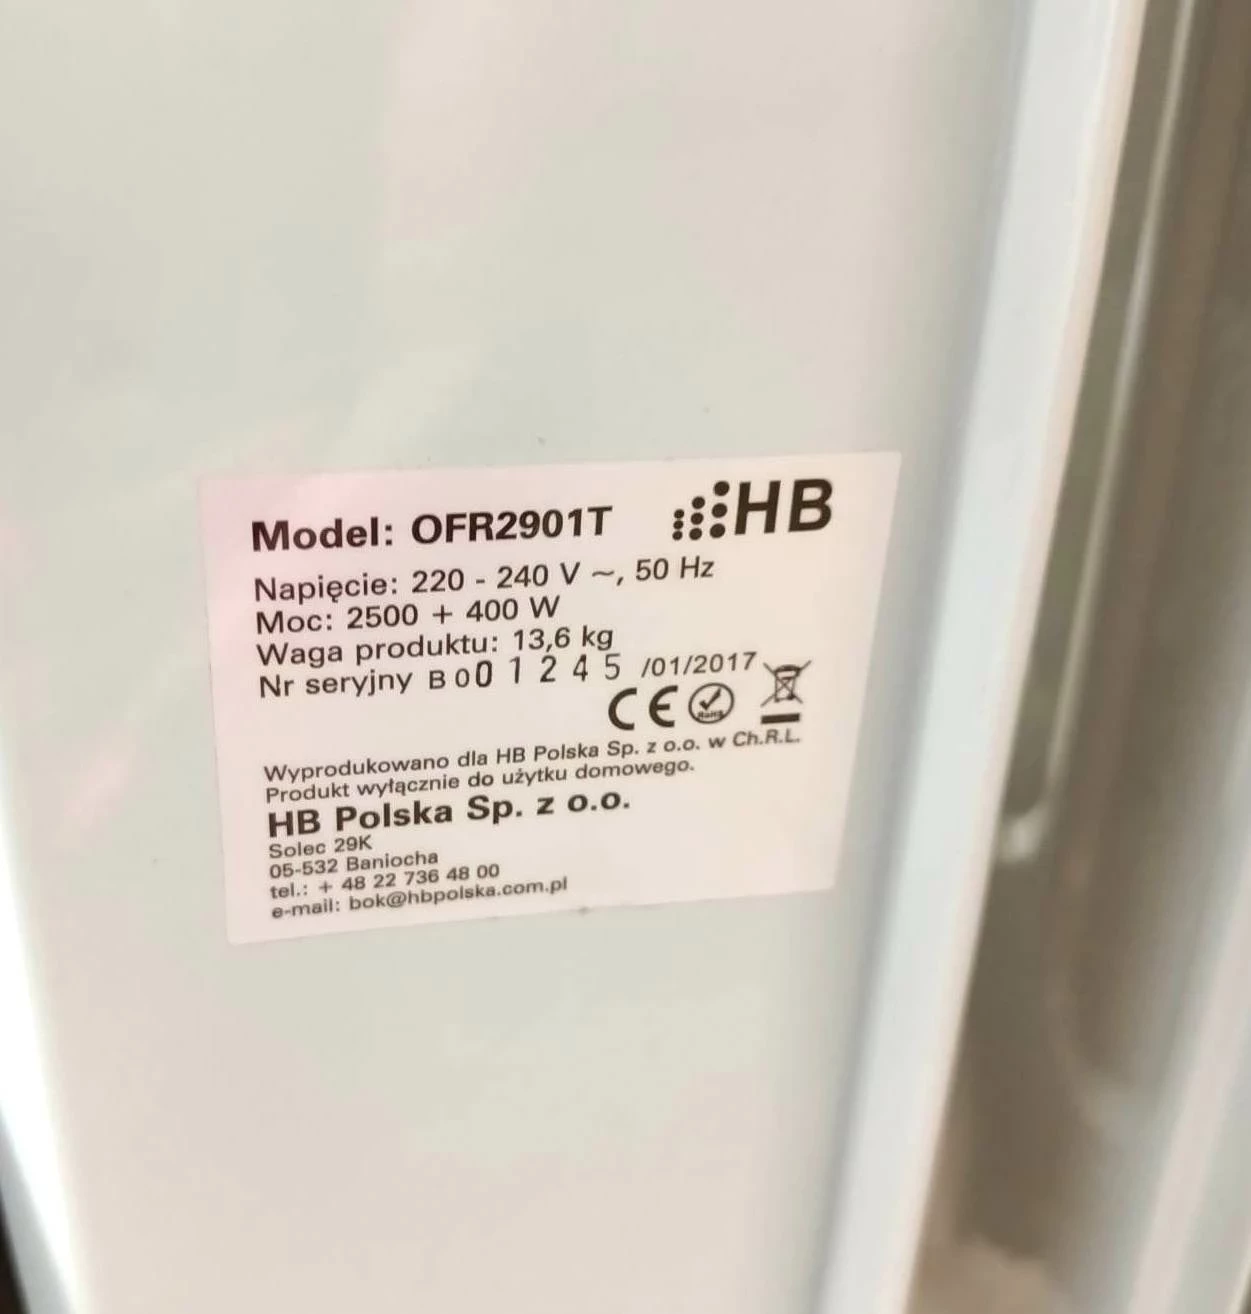 Model: OFR2901T HB
Napięcie: 220 - 240 V ~, 50 Hz
Moc: 2500 + 400 W
Waga produktu: 13,6 kg
Nr seryjny B 001245 /01/2017
CE RoHS
Wyprodukowano dla HB Polska Sp. z o.o. w Ch.R.L.
Produkt wyłącznie do użytku domowego.
HB Polska Sp. z o.o.
Solec 29K
05-532 Baniocha
tel.: + 48 22 736 48 00
e-mail: bok@hbpolska.com.pl